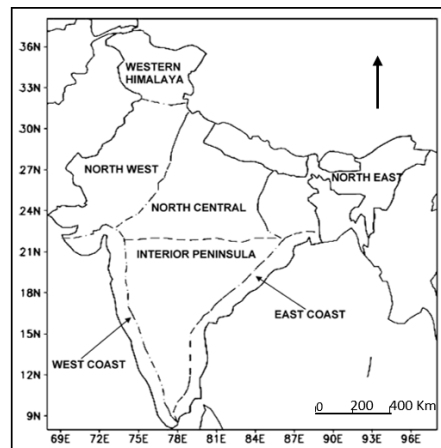 36N
33N
30N
27N
24N
21N
18N
15N
12N
9N
WESTERN
HIMALAYA
NORTH WEST
NORTH EAST
NORTH CENTRAL
INTERIOR PENINSULA
EAST COAST
WEST COAST
0 200 400 Km
69E 72E 75E 78E 81E 84E 87E 90E 93E 96E